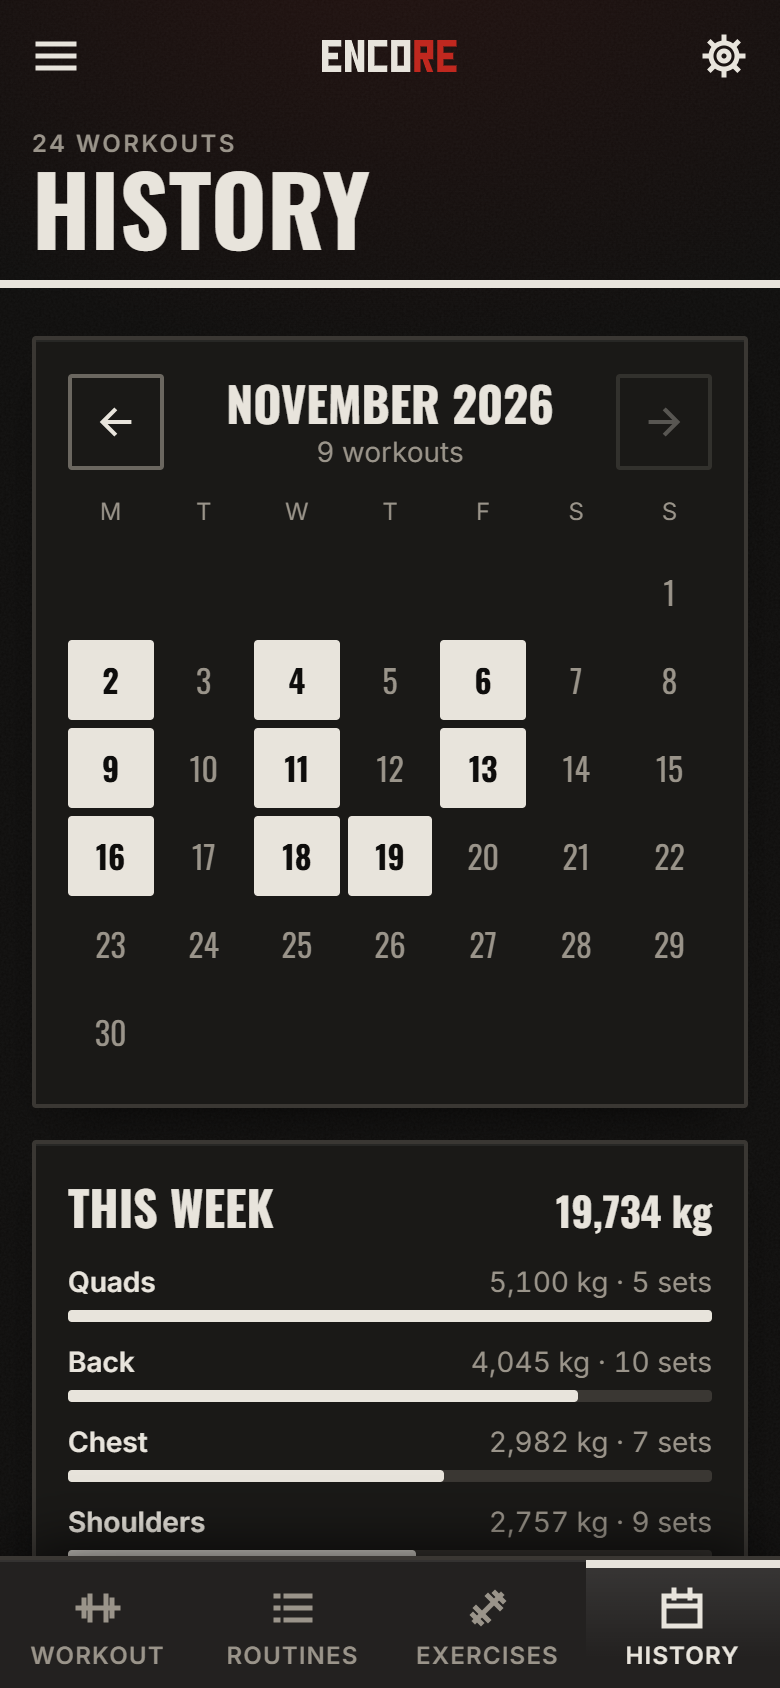 ENCORE
24 WORKOUTS
HISTORY
NOVEMBER 2026
9 workouts
M T W T F S S
1
2 3 4 5 6 7 8
9 10 11 12 13 14 15
16 17 18 19 20 21 22
23 24 25 26 27 28 29
30
THIS WEEK 19,734 kg
Quads 5,100 kg · 5 sets
Back 4,045 kg · 10 sets
Chest 2,982 kg · 7 sets
Shoulders 2,757 kg · 9 sets
WORKOUT ROUTINES EXERCISES HISTORY